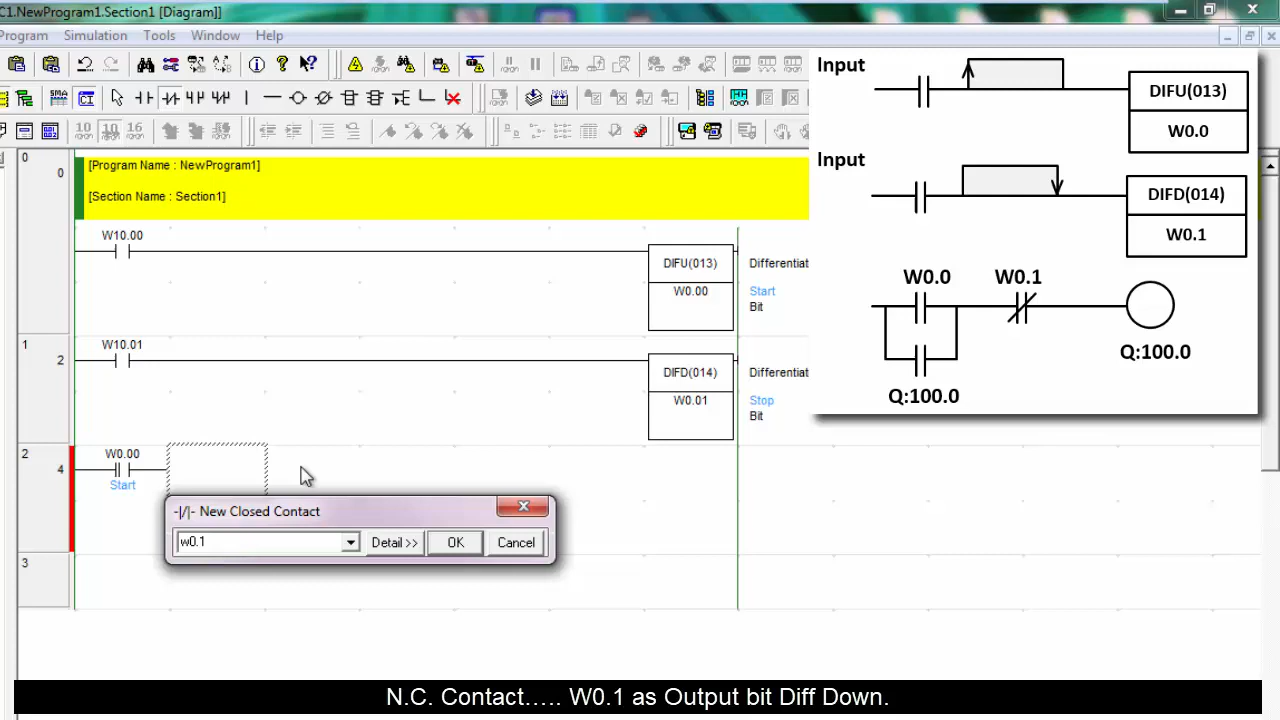 C1.NewProgram1.Section1 [Diagram]]
Program Simulation Tools Window Help
SMA
10 10 16
0
0
[Program Name : NewProgram1]
[Section Name : Section1]
W10.00
DIFU(013)
Differentiat
W0.00
Start
Bit
1
2
W10.01
DIFD(014)
Differentiat
W0.01
Stop
Bit
2
4
W0.00
Start
-|/|- New Closed Contact
w0.1
Detail >>
OK
Cancel
3
Input
DIFU(013)
W0.0
Input
DIFD(014)
W0.1
W0.0
W0.1
Q:100.0
Q:100.0
N.C. Contact..... W0.1 as Output bit Diff Down.